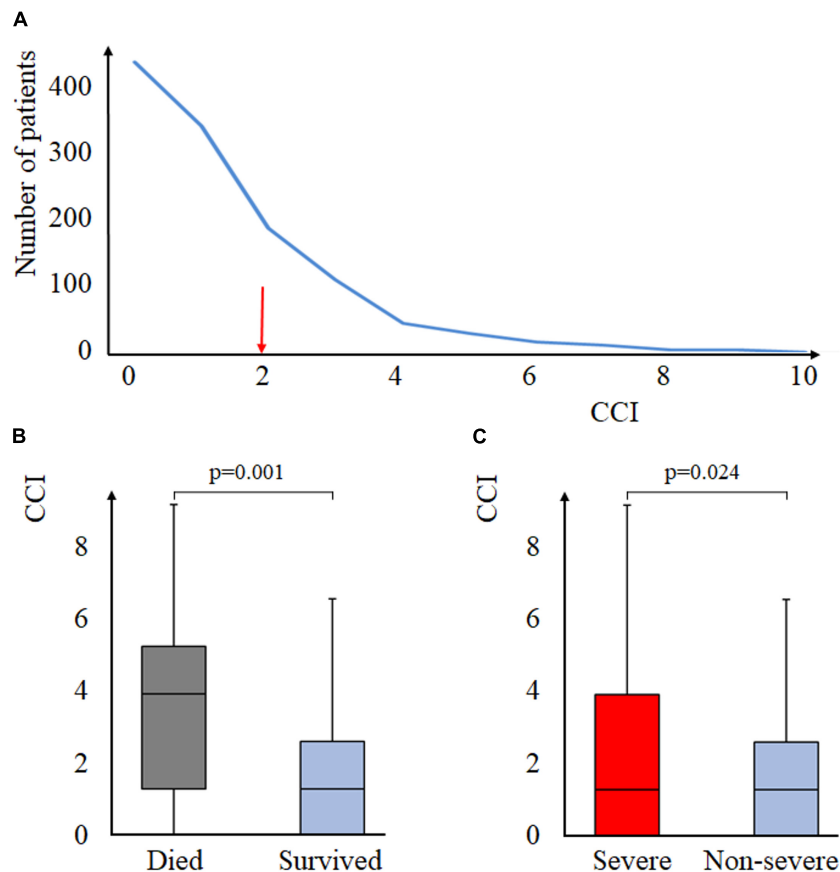 A
Number of patients
400
300
200
100
0
0 2 4 6 8 10
CCI
B
CCI
p=0.001
8
6
4
2
0
Died Survived
C
CCI
p=0.024
8
6
4
2
0
Severe Non-severe